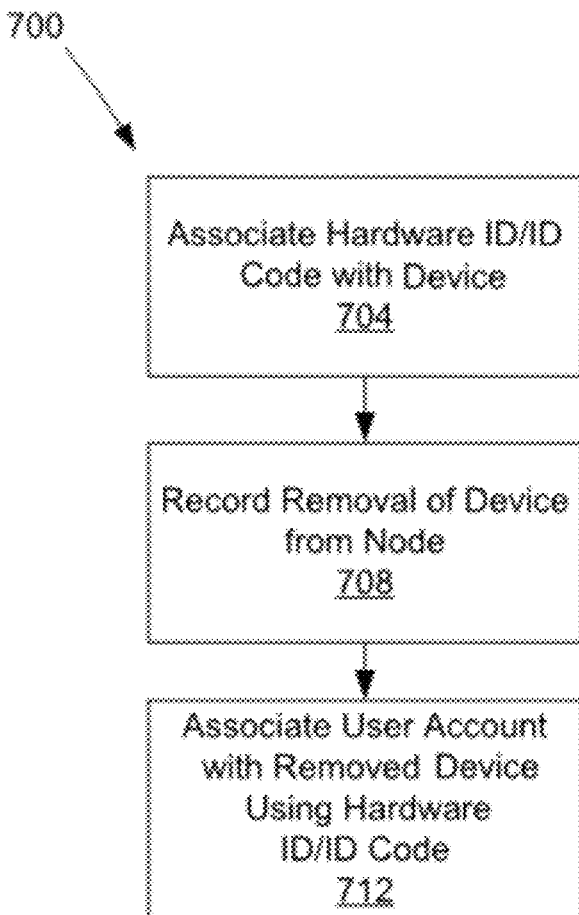 700
Associate Hardware ID/ID
Code with Device
704
Record Removal of Device
from Node
708
Associate User Account
with Removed Device
Using Hardware
ID/ID Code
712